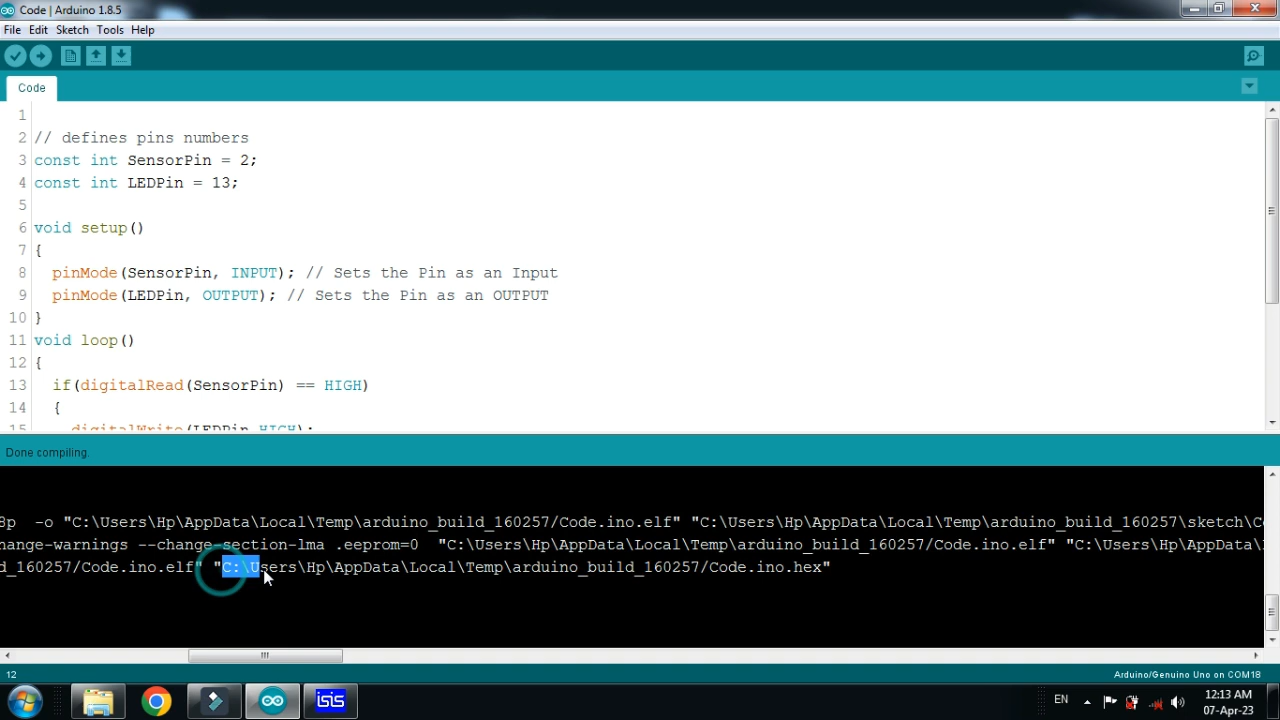 Code | Arduino 1.8.5
File Edit Sketch Tools Help
Code
1
2 // defines pins numbers
3 const int SensorPin = 2;
4 const int LEDPin = 13;
5
6 void setup()
7 {
8 pinMode(SensorPin, INPUT); // Sets the Pin as an Input
9 pinMode(LEDPin, OUTPUT); // Sets the Pin as an OUTPUT
10 }
11 void loop()
12 {
13 if(digitalRead(SensorPin) == HIGH)
14 {
15 digitalWrite(LEDPin,HIGH);
Done compiling.
8p -o "C:\Users\Hp\AppData\Local\Temp\arduino_build_160257/Code.ino.elf" "C:\Users\Hp\AppData\Local\Temp\arduino_build_160257\sketch\C
hange-warnings --change-section-lma .eeprom=0 "C:\Users\Hp\AppData\Local\Temp\arduino_build_160257/Code.ino.elf" "C:\Users\Hp\AppData\
d_160257/Code.ino.elf" "C:\Users\Hp\AppData\Local\Temp\arduino_build_160257/Code.ino.hex"
12 Arduino/Genuino Uno on COM18
isis
EN
12:13 AM
07-Apr-23